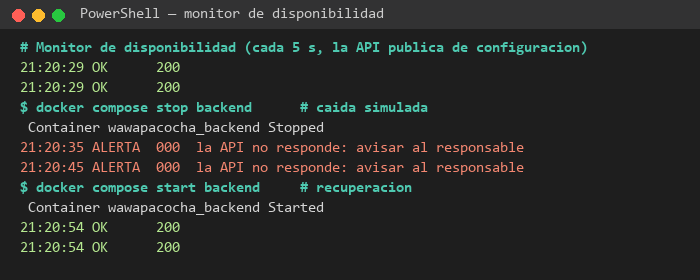 PowerShell — monitor de disponibilidad
# Monitor de disponibilidad (cada 5 s, la API publica de configuracion)
21:20:29 OK      200
21:20:29 OK      200
$ docker compose stop backend      # caida simulada
 Container wawapacocha_backend Stopped
21:20:35 ALERTA  000  la API no responde: avisar al responsable
21:20:45 ALERTA  000  la API no responde: avisar al responsable
$ docker compose start backend     # recuperacion
 Container wawapacocha_backend Started
21:20:54 OK      200
21:20:54 OK      200